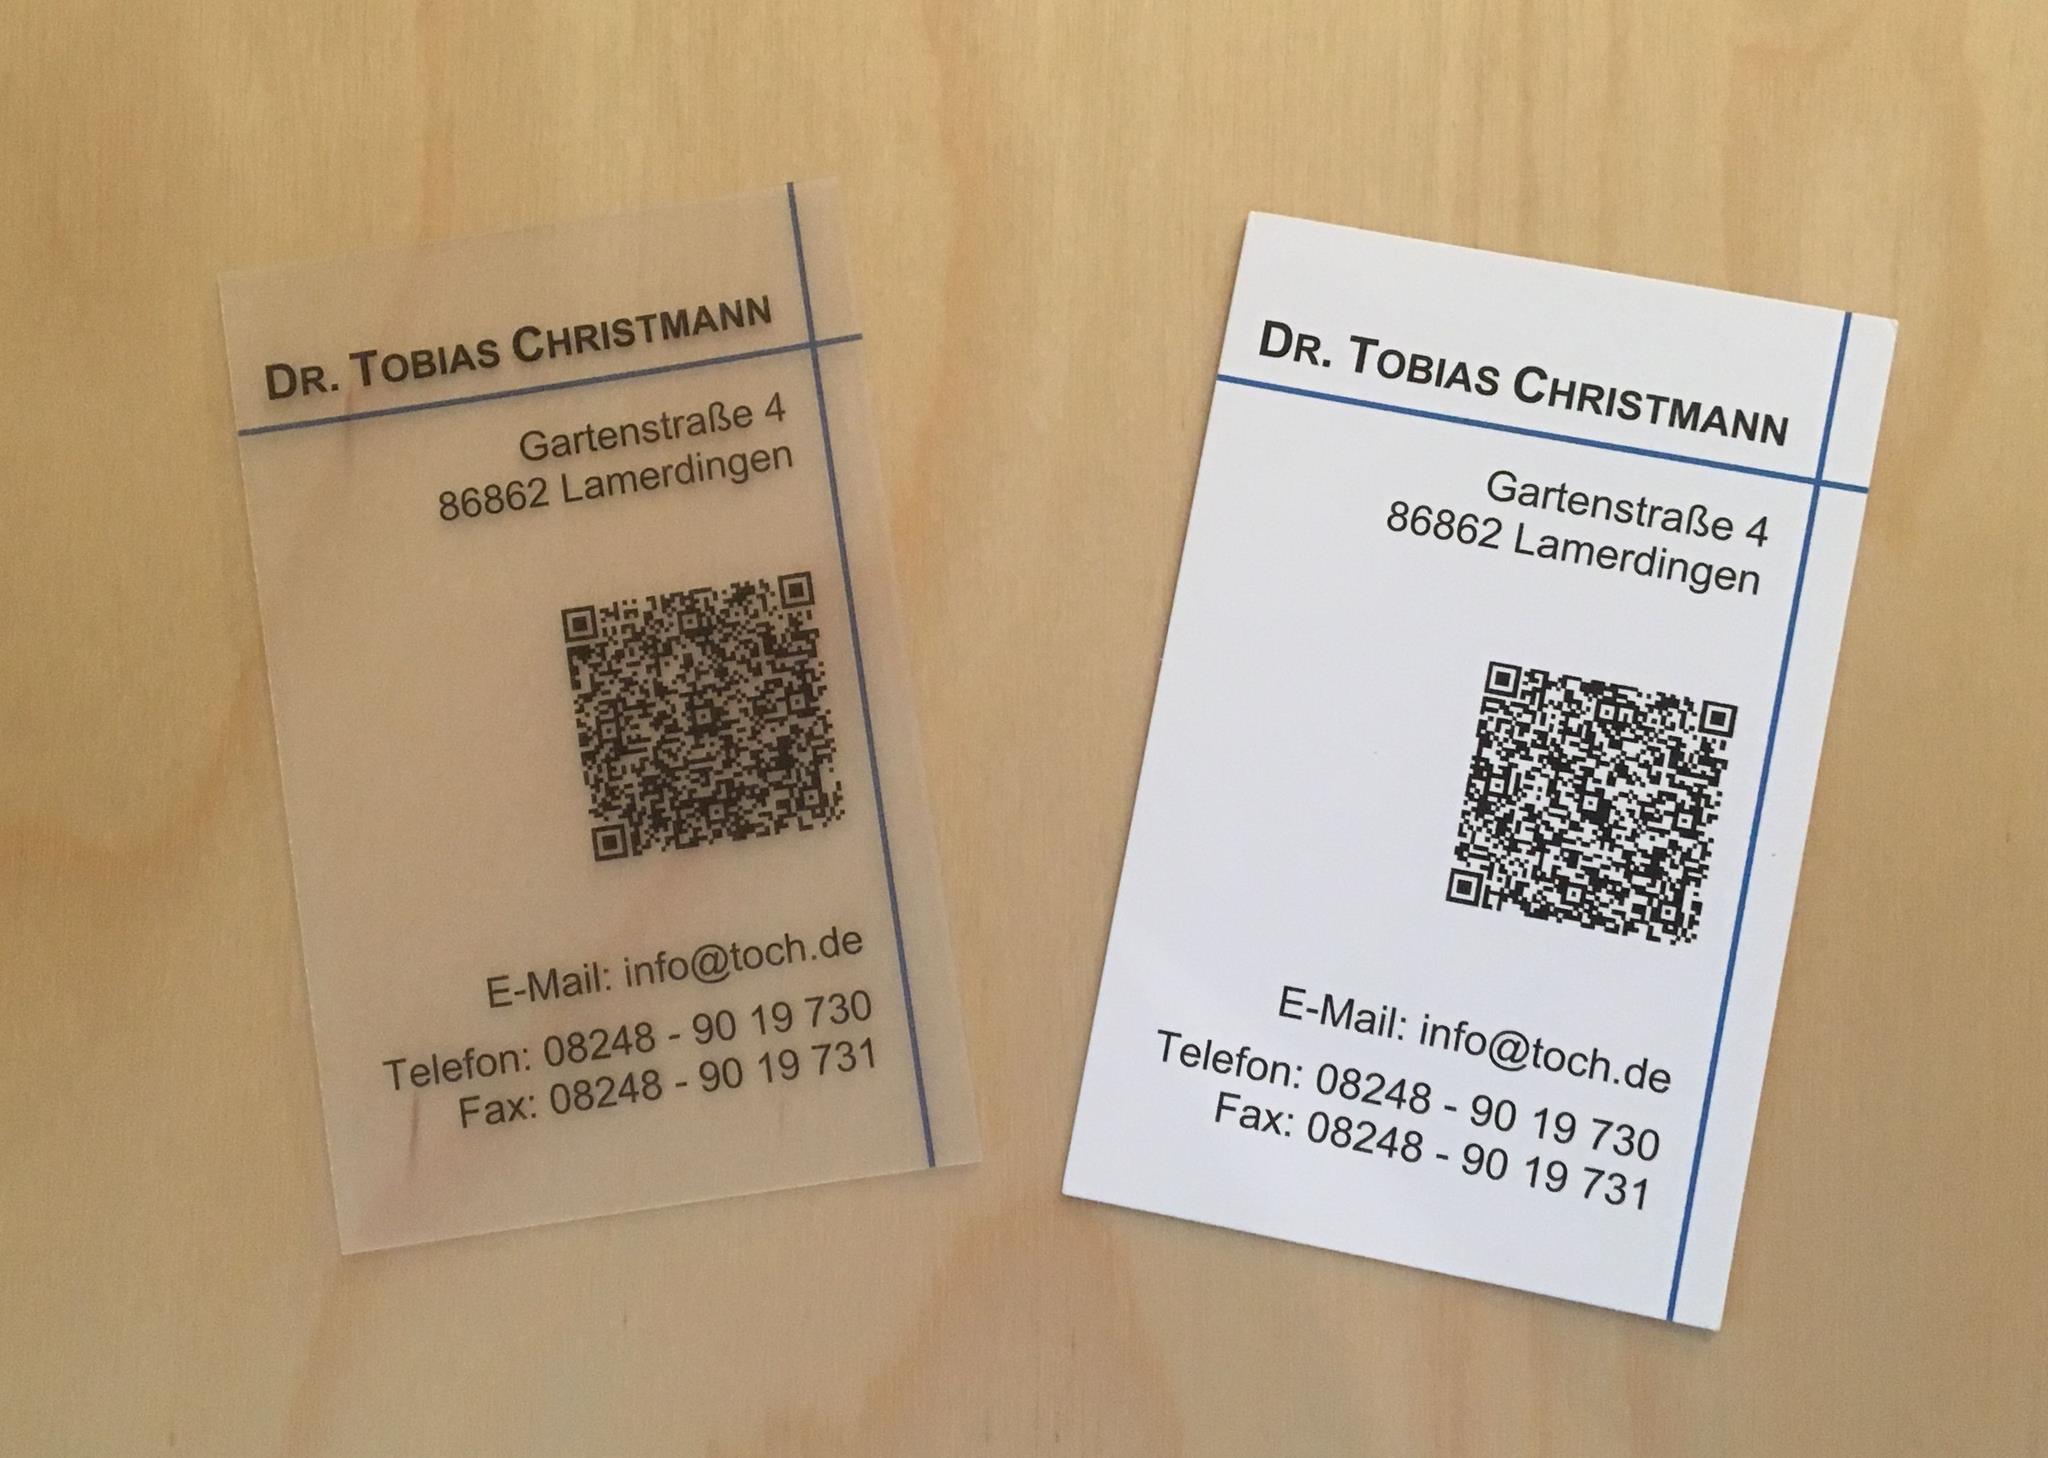 DR. TOBIAS CHRISTMANN
Gartenstraße 4
86862 Lamerdingen
E-Mail: info@toch.de
Telefon: 08248 - 90 19 730
Fax: 08248 - 90 19 731
DR. TOBIAS CHRISTMANN
Gartenstraße 4
86862 Lamerdingen
E-Mail: info@toch.de
Telefon: 08248 - 90 19 730
Fax: 08248 - 90 19 731